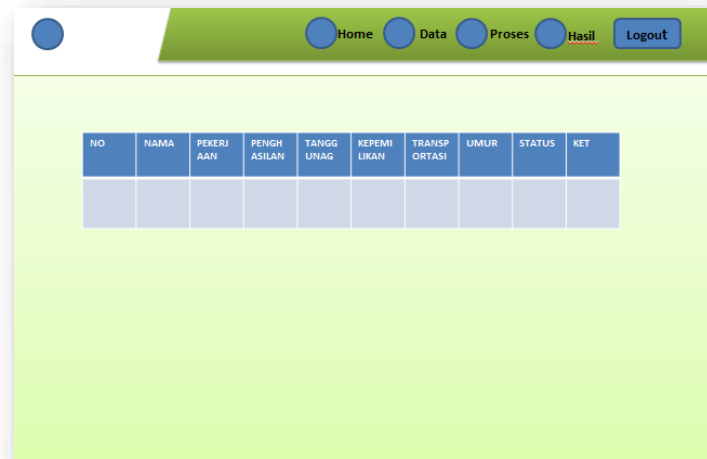 Home Data Proses Hasil Logout
NO NAMA PEKERJ PENGH TANGG KEPEMI TRANSP UMUR STATUS KET
AAN ASILAN UNAG LIKAN ORTASI